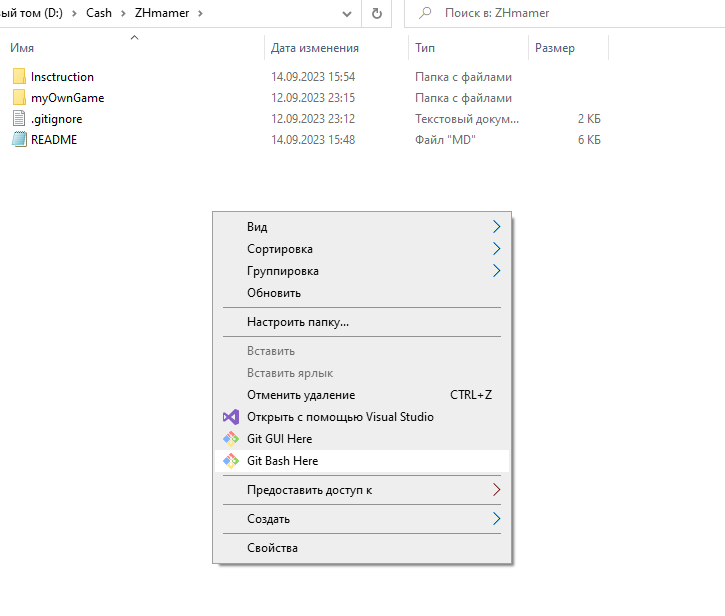 вый том (D:) > Cash > ZHmamer >
Поиск в: ZHmamer
Имя Дата изменения Тип Размер
Insctruction 14.09.2023 15:54 Папка с файлами
myOwnGame 12.09.2023 23:15 Папка с файлами
.gitignore 12.09.2023 23:12 Текстовый докум... 2 КБ
README 14.09.2023 15:48 Файл "MD" 6 КБ
Вид
Сортировка
Группировка
Обновить
Настроить папку...
Вставить
Вставить ярлык
Отменить удаление CTRL+Z
Открыть с помощью Visual Studio
Git GUI Here
Git Bash Here
Предоставить доступ к
Создать
Свойства